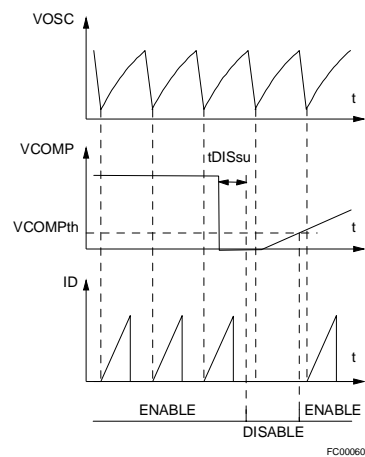 VOSC
t
VCOMP
tDISsu
VCOMPth
t
ID
t
ENABLE
ENABLE
DISABLE
FC00060